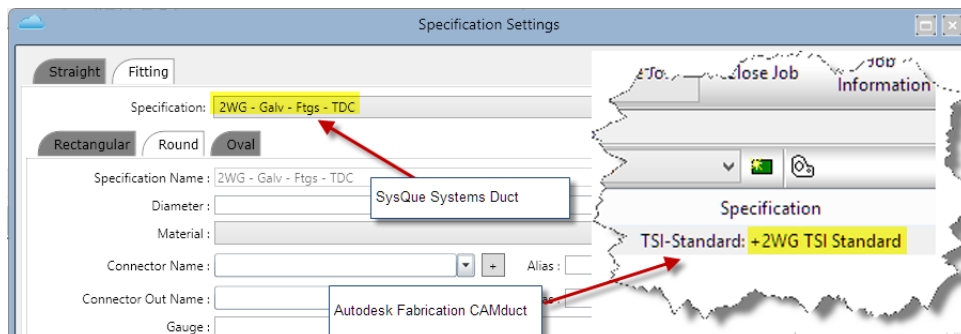 Specification Settings
Straight
Fitting
Specification:
2WG - Galv - Ftgs - TDC
Rectangular
Round
Oval
Specification Name :
2WG - Galv - Ftgs - TDC
Diameter :
Material :
Connector Name :
+
Alias :
Connector Out Name :
Gauge :
SysQue Systems Duct
Autodesk Fabrication CAMduct
Job
Information
Specification
TSI-Standard: +2WG TSI Standard